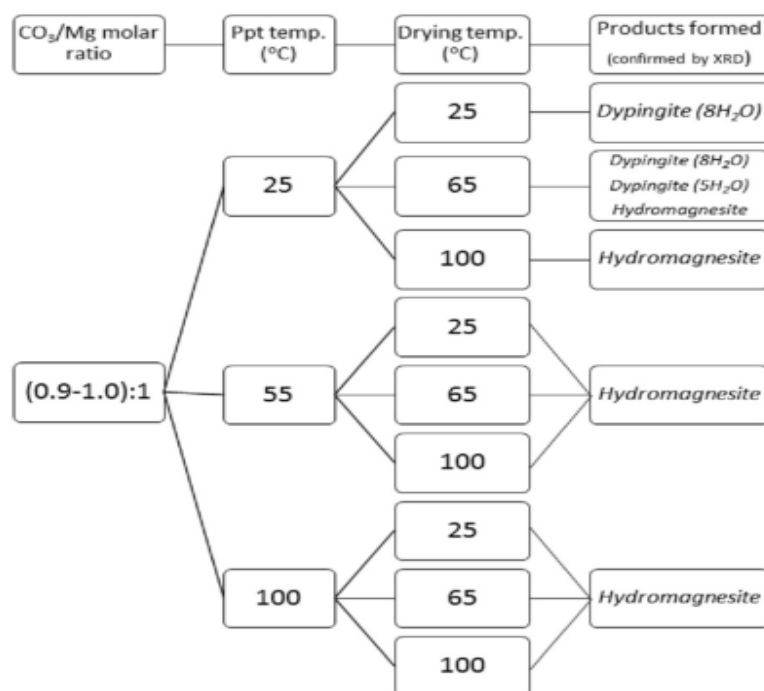 CO₃/Mg molar
ratio
Ppt temp.
(°C)
Drying temp.
(°C)
Products formed
(confirmed by XRD)
25
Dypingite (8H₂O)
25
65
Dypingite (8H₂O)
Dypingite (5H₂O)
Hydromagnesite
100
Hydromagnesite
25
(0.9-1.0):1
55
65
Hydromagnesite
100
25
100
65
Hydromagnesite
100